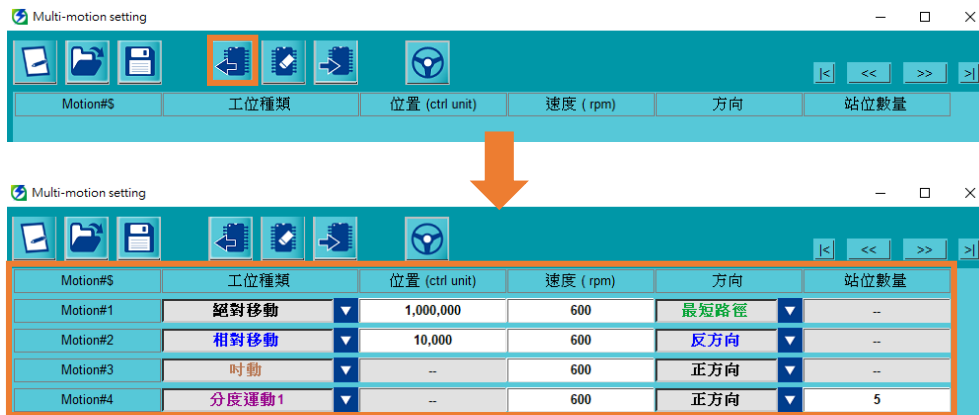 Multi-motion setting
|< << >> >|
Motion#$ 工位種類 位置 (ctrl unit) 速度 ( rpm) 方向 站位數量
Multi-motion setting
|< << >> >|
Motion#$ 工位種類 位置 (ctrl unit) 速度 ( rpm) 方向 站位數量
Motion#1 絕對移動 1,000,000 600 最短路徑 --
Motion#2 相對移動 10,000 600 反方向 --
Motion#3 吋動 -- 600 正方向 --
Motion#4 分度運動1 -- 600 正方向 5